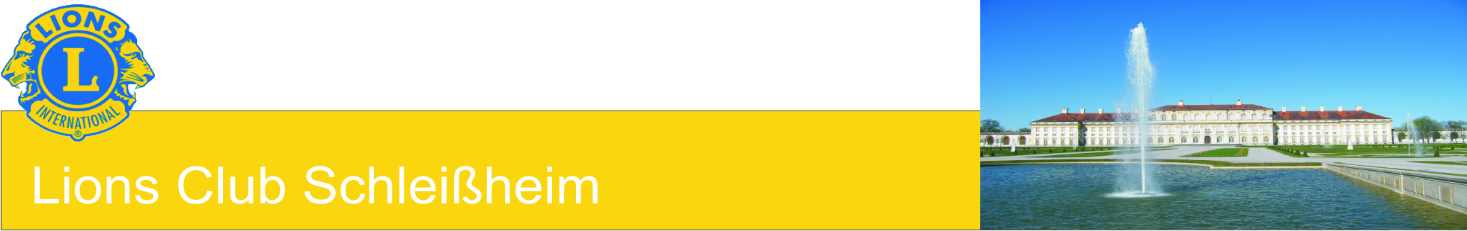 LIONS
L
INTERNATIONAL
®
Lions Club Schleißheim